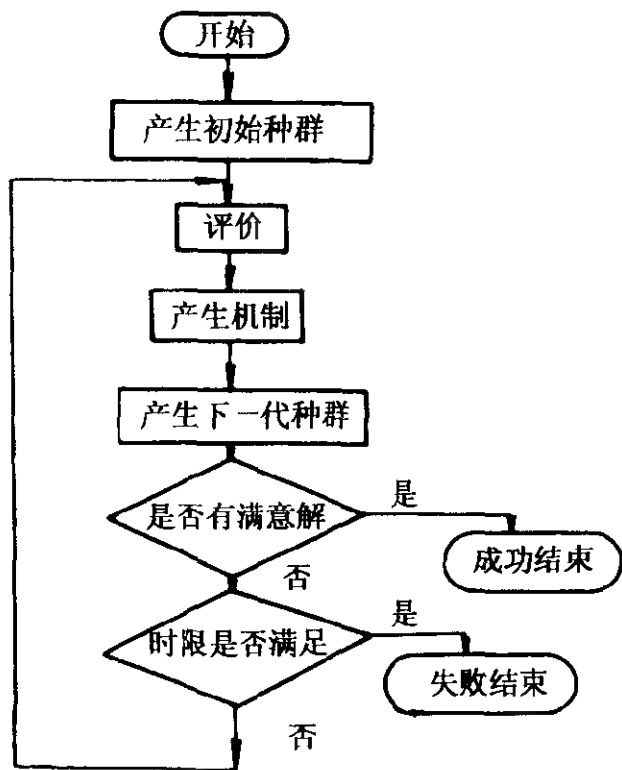 开始
产生初始种群
评价
产生机制
产生下一代种群
是否有满意解
是
成功结束
否
时限是否满足
是
失败结束
否